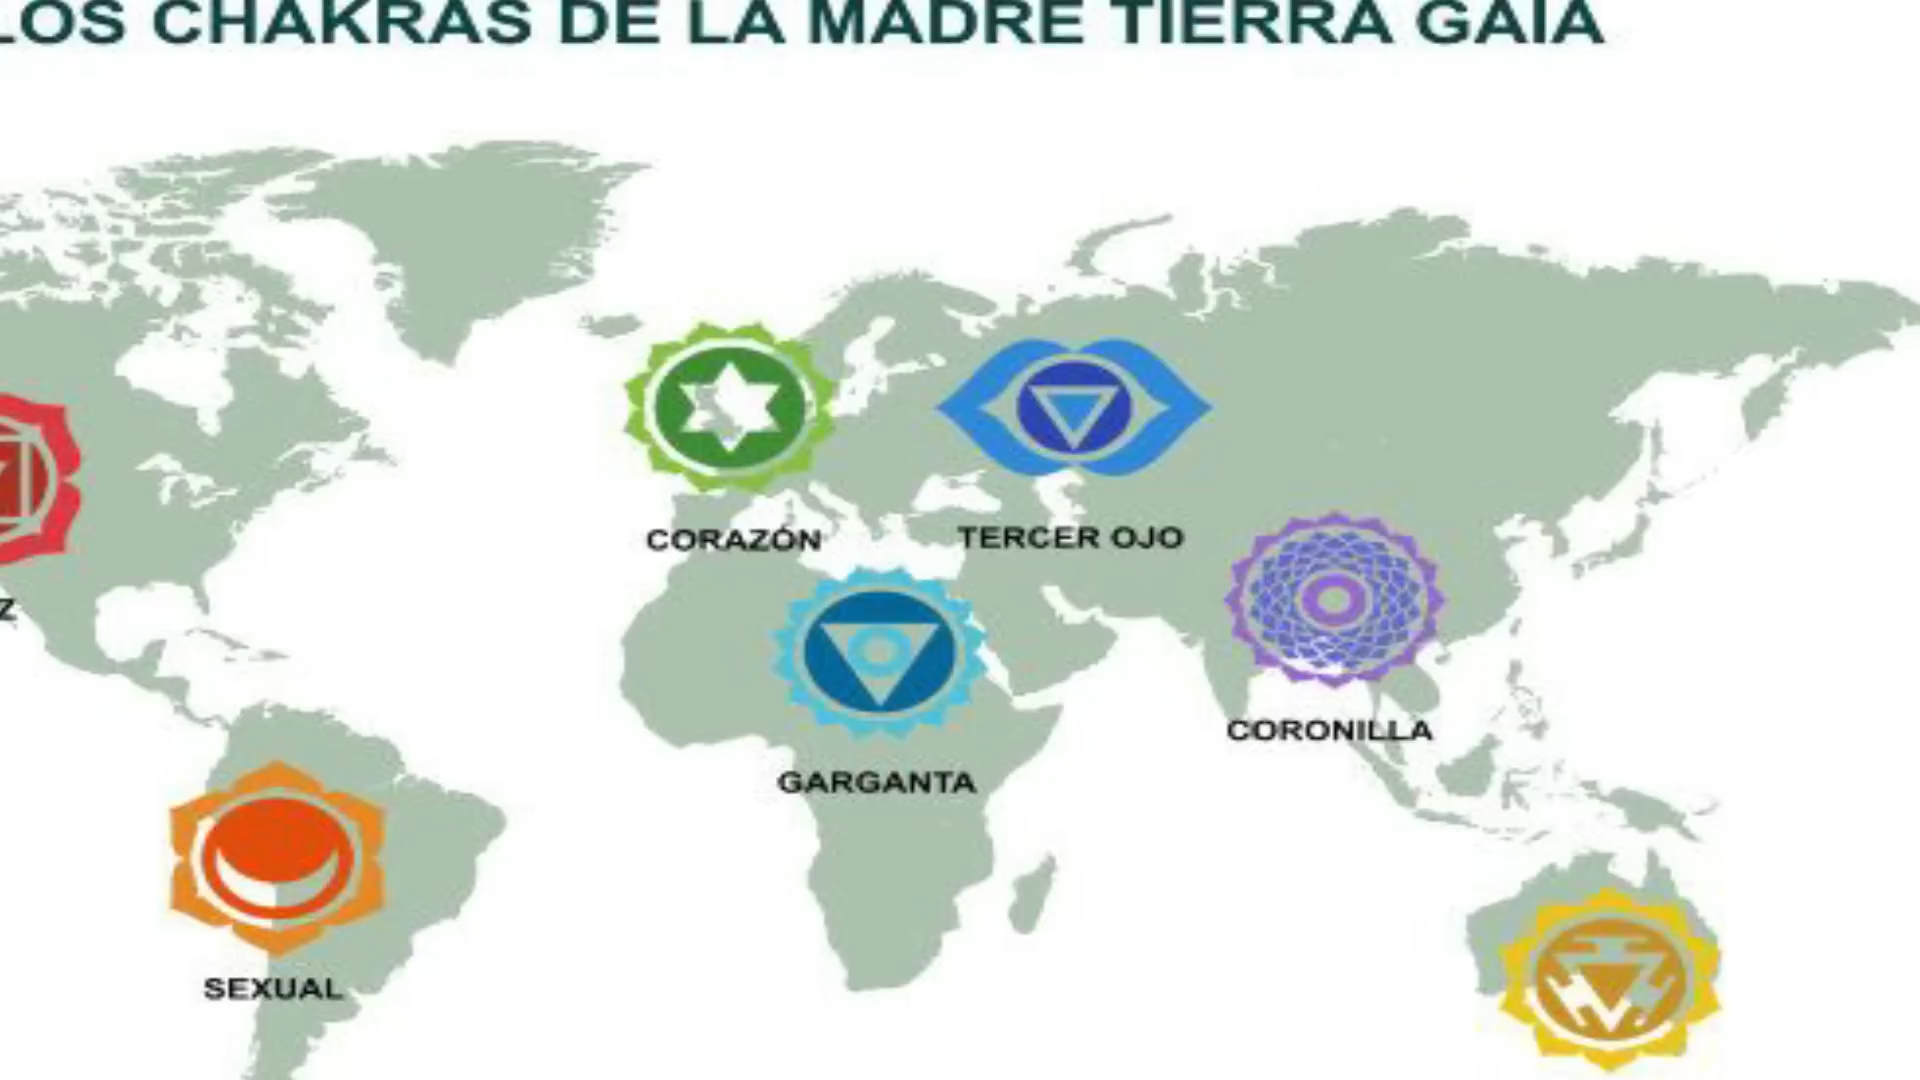 LOS CHAKRAS DE LA MADRE TIERRA GAIA
CORAZÓN
TERCER OJO
Z
CORONILLA
GARGANTA
SEXUAL